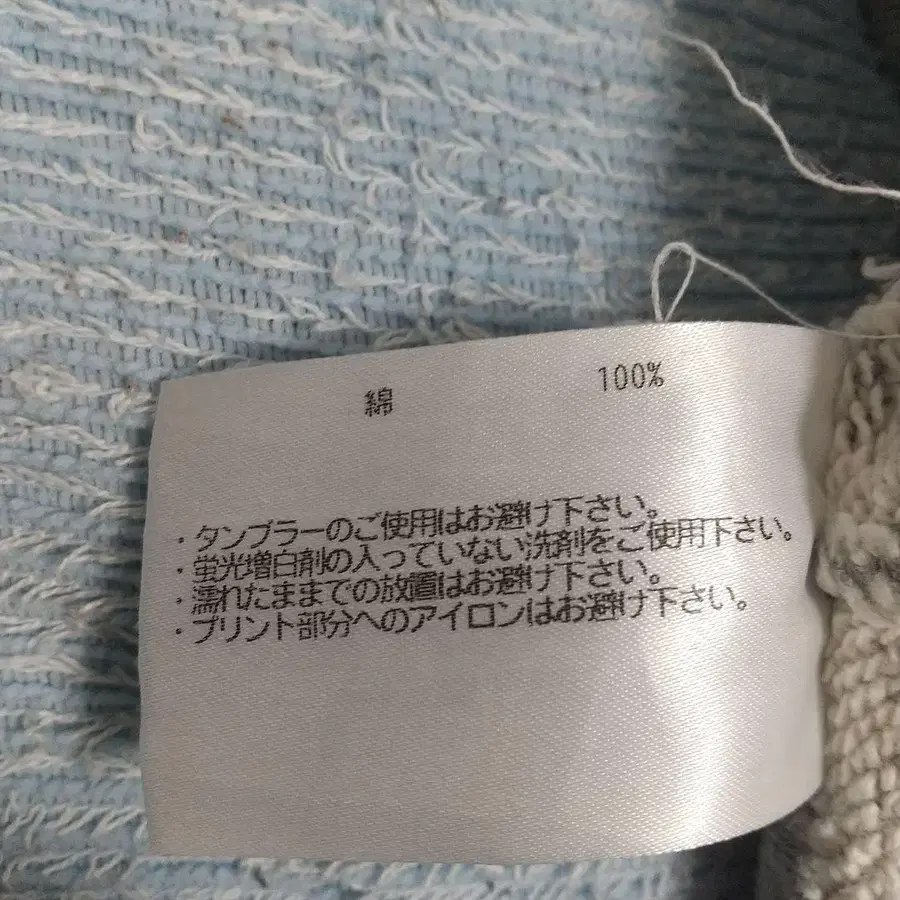 綿 100%
・タンブラーのご使用はお避け下さい。
・蛍光増白剤の入っていない洗剤をご使用下さい。
・濡れたままでの放置はお避け下さい。
・プリント部分へのアイロンはお避け下さい。